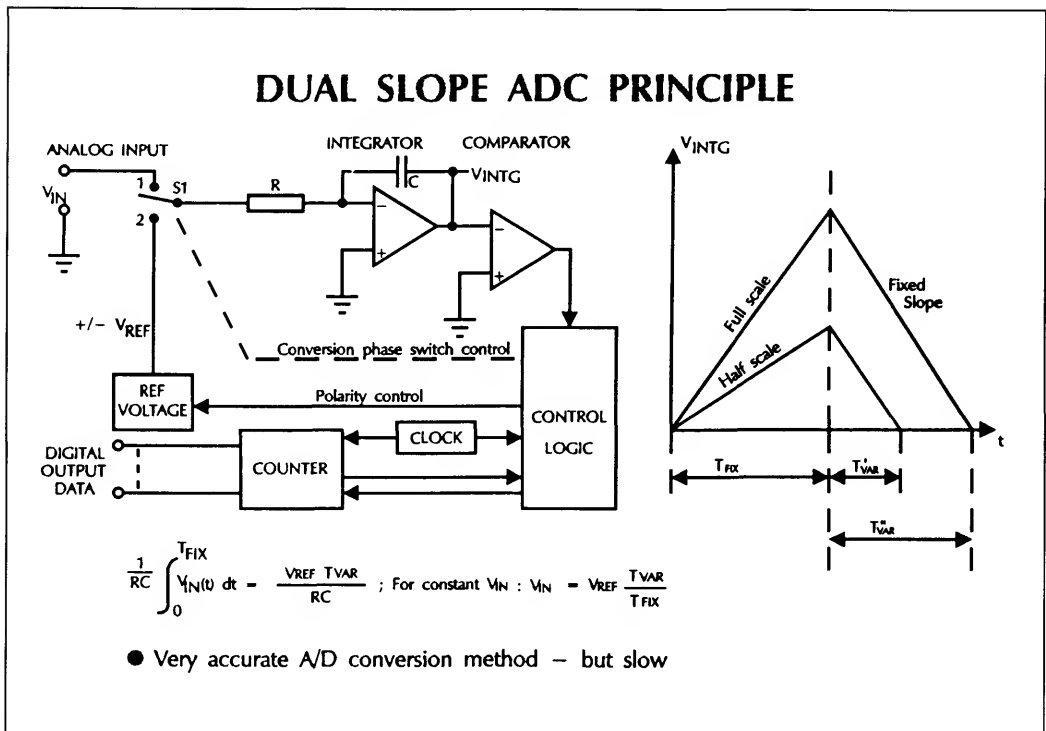 DUAL SLOPE ADC PRINCIPLE
ANALOG INPUT
INTEGRATOR
COMPARATOR
1
S1
R
C
VINTG
VIN
2
−
+
−
+
+/− VREF
Conversion phase switch control
REF
VOLTAGE
Polarity control
CONTROL
LOGIC
CLOCK
COUNTER
DIGITAL
OUTPUT
DATA
VINTG
Full scale
Half scale
Fixed
Slope
t
TFIX
T'VAR
T"VAR
1/RC ∫0^TFIX VIN(t) dt = VREF TVAR/RC ; For constant VIN : VIN = VREF TVAR/TFIX
● Very accurate A/D conversion method – but slow